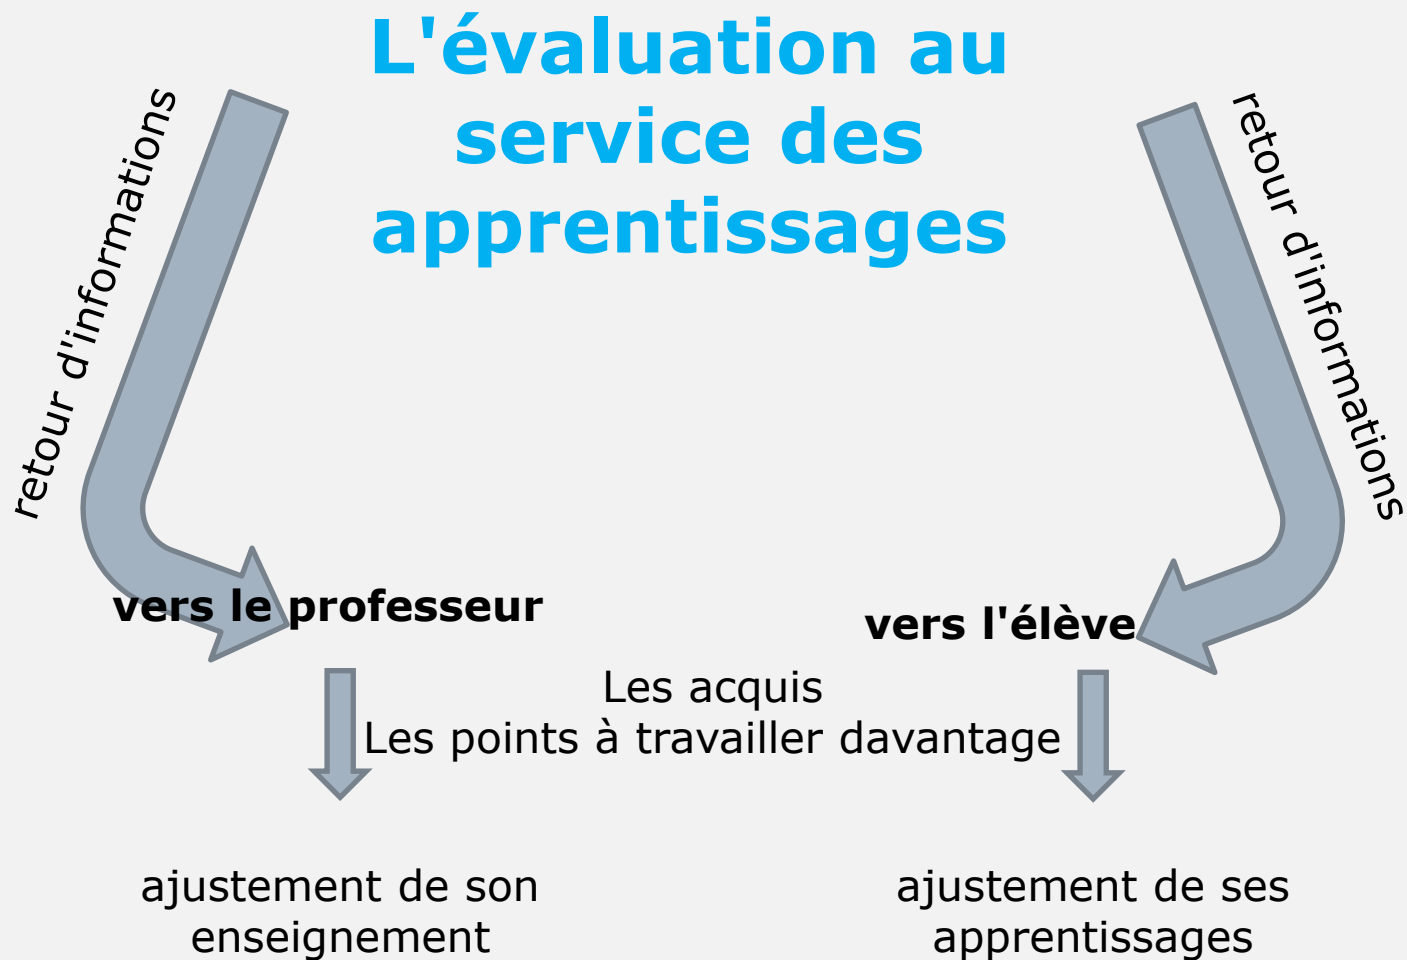 L'évaluation au
service des
apprentissages
retour d'informations
retour d'informations
vers le professeur
vers l'élève
Les acquis
Les points à travailler davantage
ajustement de son
enseignement
ajustement de ses
apprentissages